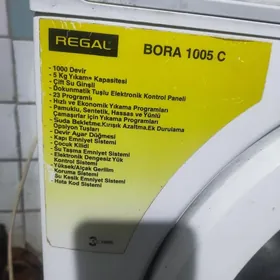 REGAL
BORA 1005 C
- 1000 Devir
- 5 Kg Yıkama Kapasitesi
- Çift Su Girişli
- Dokunmatik Tuşlu Elektronik Kontrol Paneli
- 23 Programlı
- Hızlı ve Ekonomik Yıkama Programları
- Pamuklu, Sentetik, Hassas ve Yünlü
Çamaşırlar için Yıkama Programları
- Suda Bekletme,Kırışık Azaltma,Ek Durulama
Opsiyon Tuşları
- Devir Ayar Düğmesi
- Kapı Emniyet Sistemi
- Çocuk Kilidi
- Su Taşma Emniyet Sistemi
- Elektronik Dengesiz Yük
Kontrol Sistemi
- Yüksek/Alçak Gerilim
Koruma Sistemi
- Su Kesik Emniyet Sistemi
- Hata Kod Sistemi